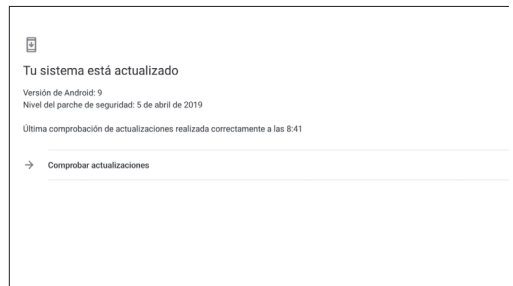 Tu sistema está actualizado
Versión de Android: 9
Nivel del parche de seguridad: 5 de abril de 2019
Última comprobación de actualizaciones realizada correctamente a las 8:41
Comprobar actualizaciones